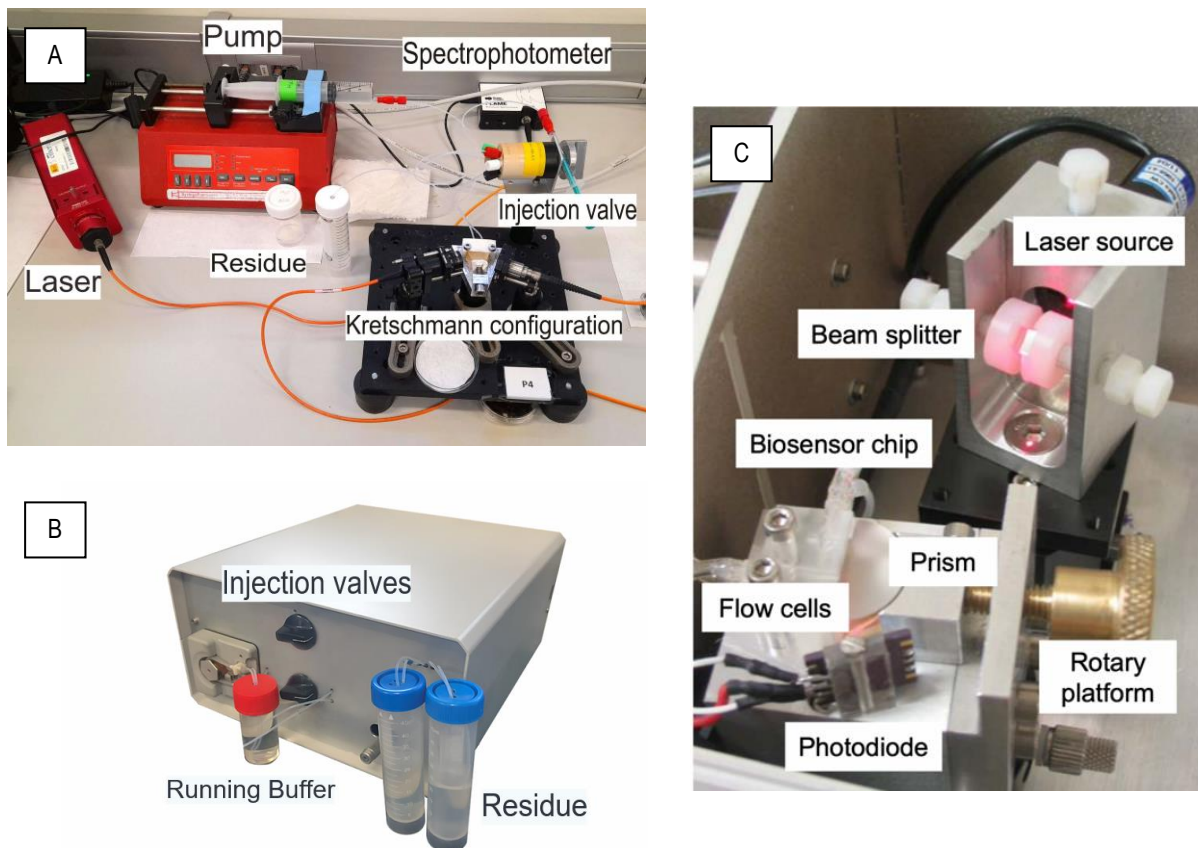 A
Pump
Spectrophotometer
Injection valve
Residue
Laser
Kretschmann configuration
P4
B
Injection valves
Running Buffer
Residue
C
Laser source
Beam splitter
Biosensor chip
Prism
Flow cells
Rotary
platform
Photodiode